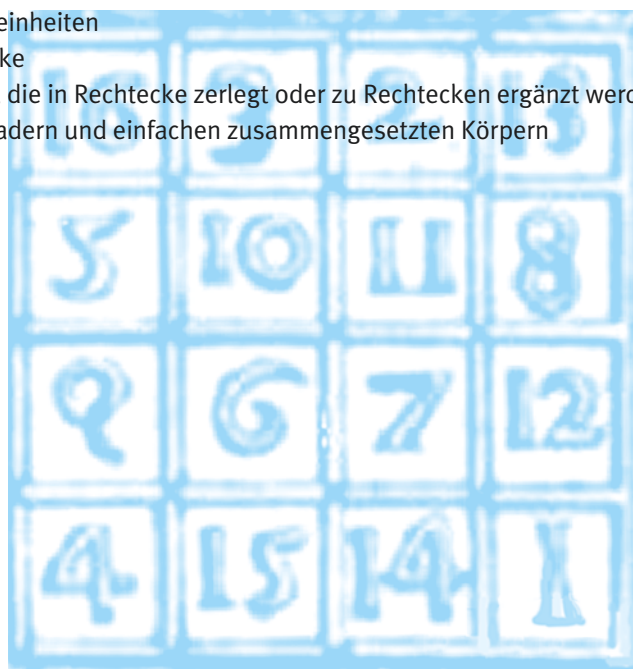 einheiten
ke
die in Rechtecke zerlegt oder zu Rechtecken ergänzt werd
adern und einfachen zusammengesetzten Körpern
16 3 2 13
5 10 11 8
9 6 7 12
4 15 14 1